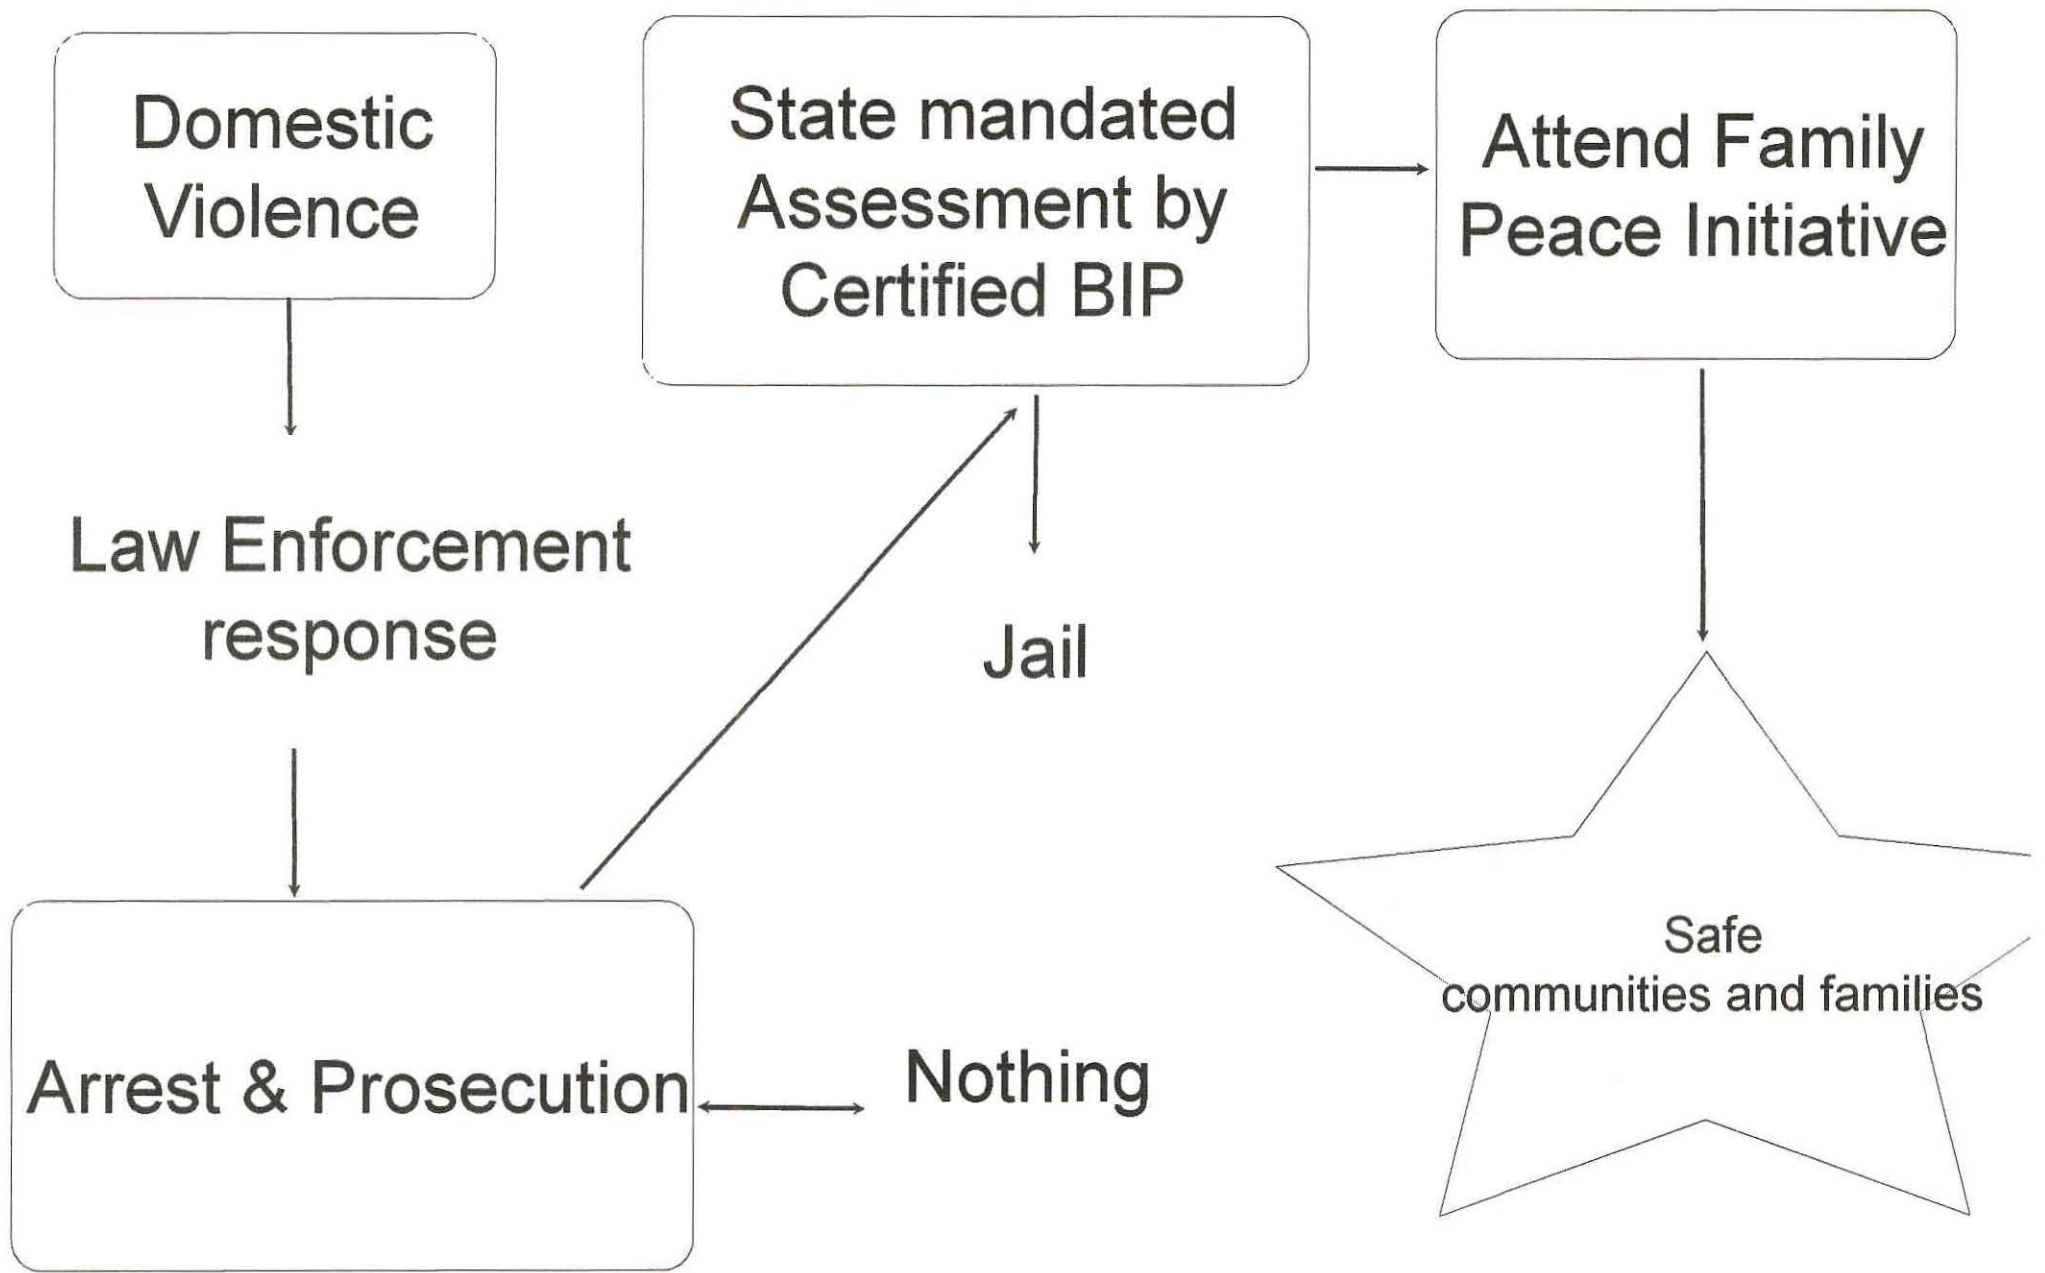 Domestic
Violence
Law Enforcement
response
Arrest & Prosecution
Nothing
State mandated
Assessment by
Certified BIP
Jail
Attend Family
Peace Initiative
Safe
communities and families